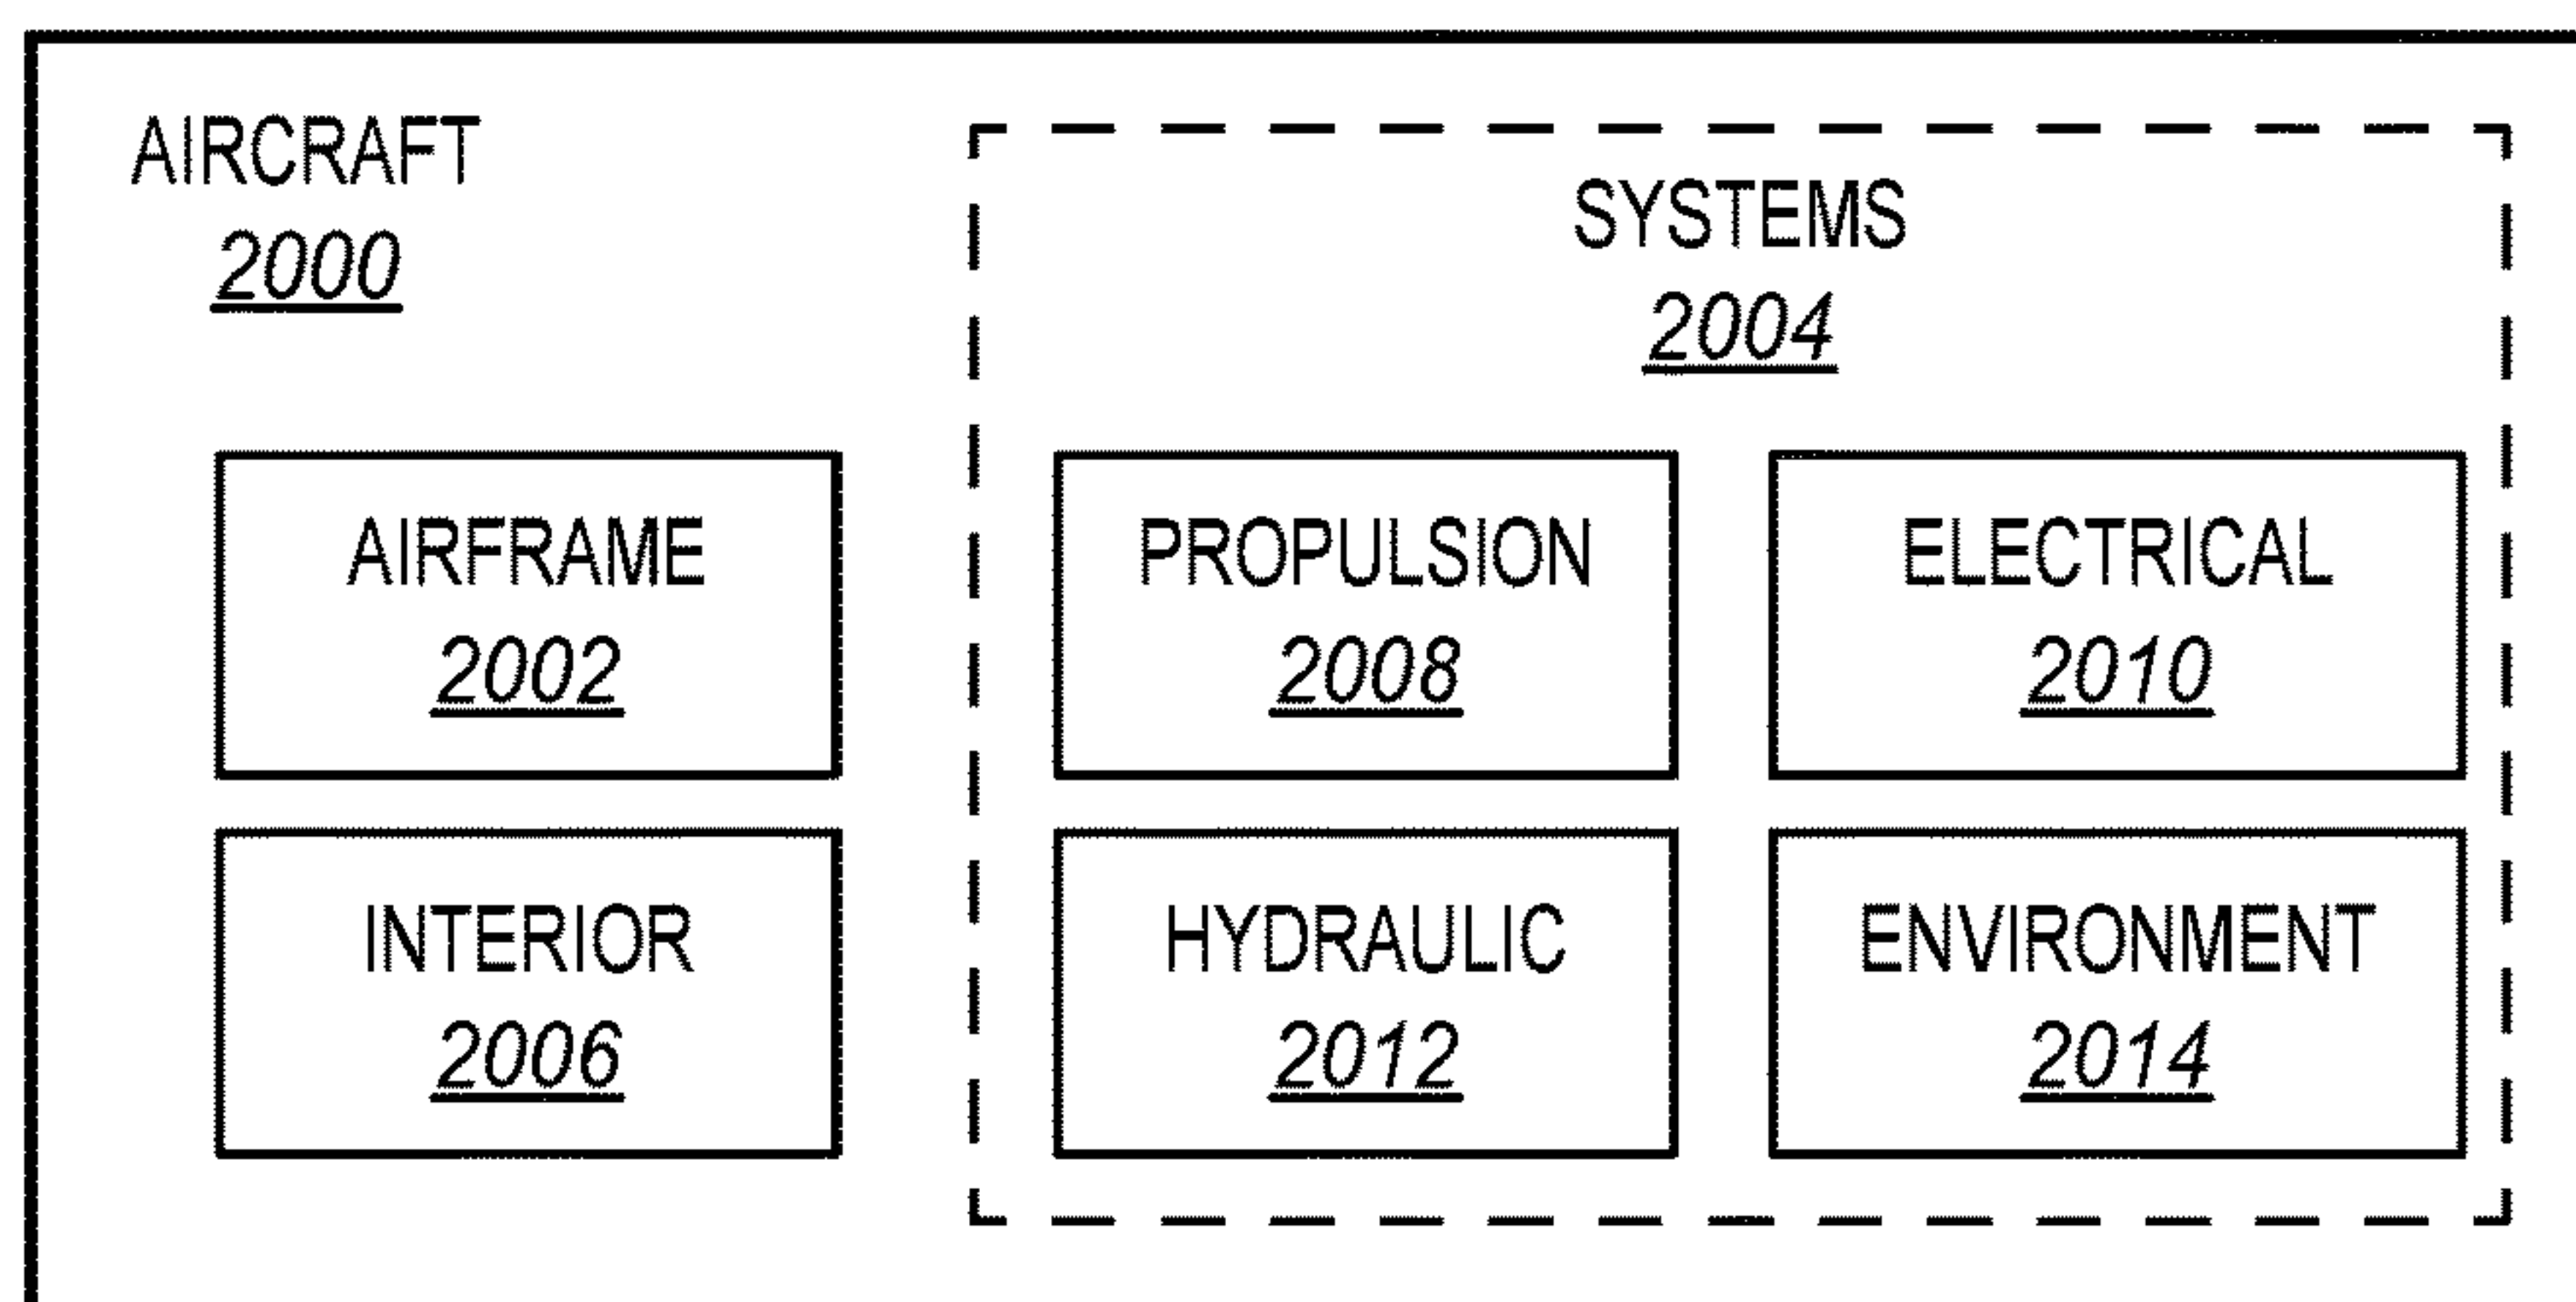 AIRCRAFT
2000
SYSTEMS
2004
AIRFRAME
2002
PROPULSION
2008
ELECTRICAL
2010
INTERIOR
2006
HYDRAULIC
2012
ENVIRONMENT
2014